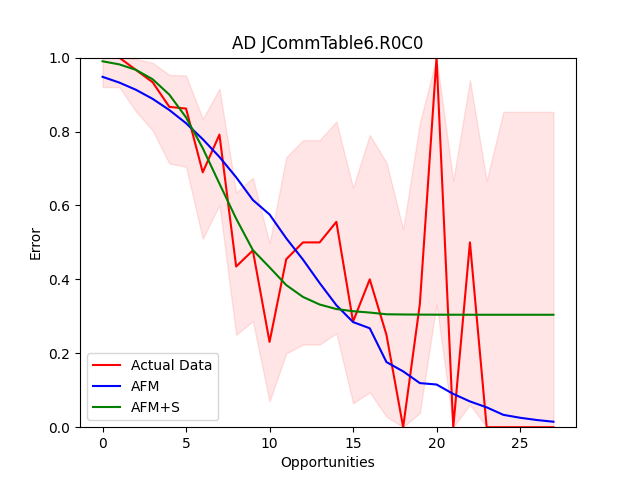 AD JCommTable6.R0C0
1.0
0.8
0.6
0.4
0.2
0.0
Error
Actual Data
AFM
AFM+S
0 5 10 15 20 25
Opportunities